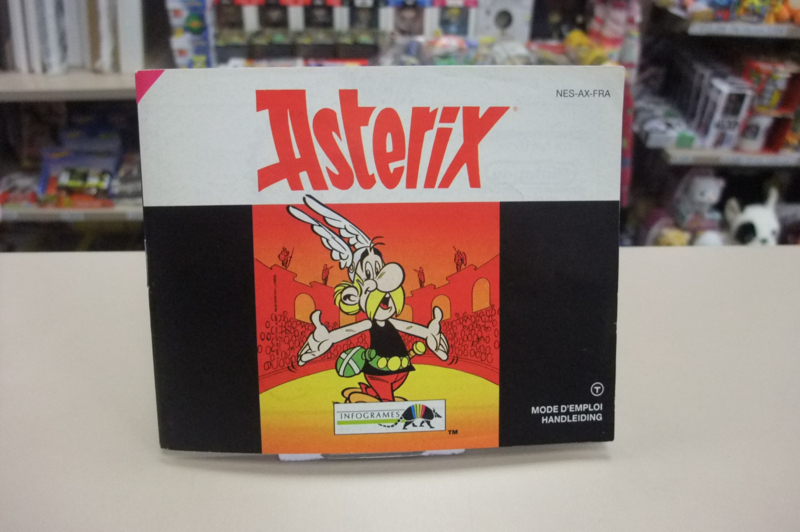 NES-AX-FRA
Asterix
INFOGRAMES
TM
T
MODE D'EMPLOI
HANDLEIDING